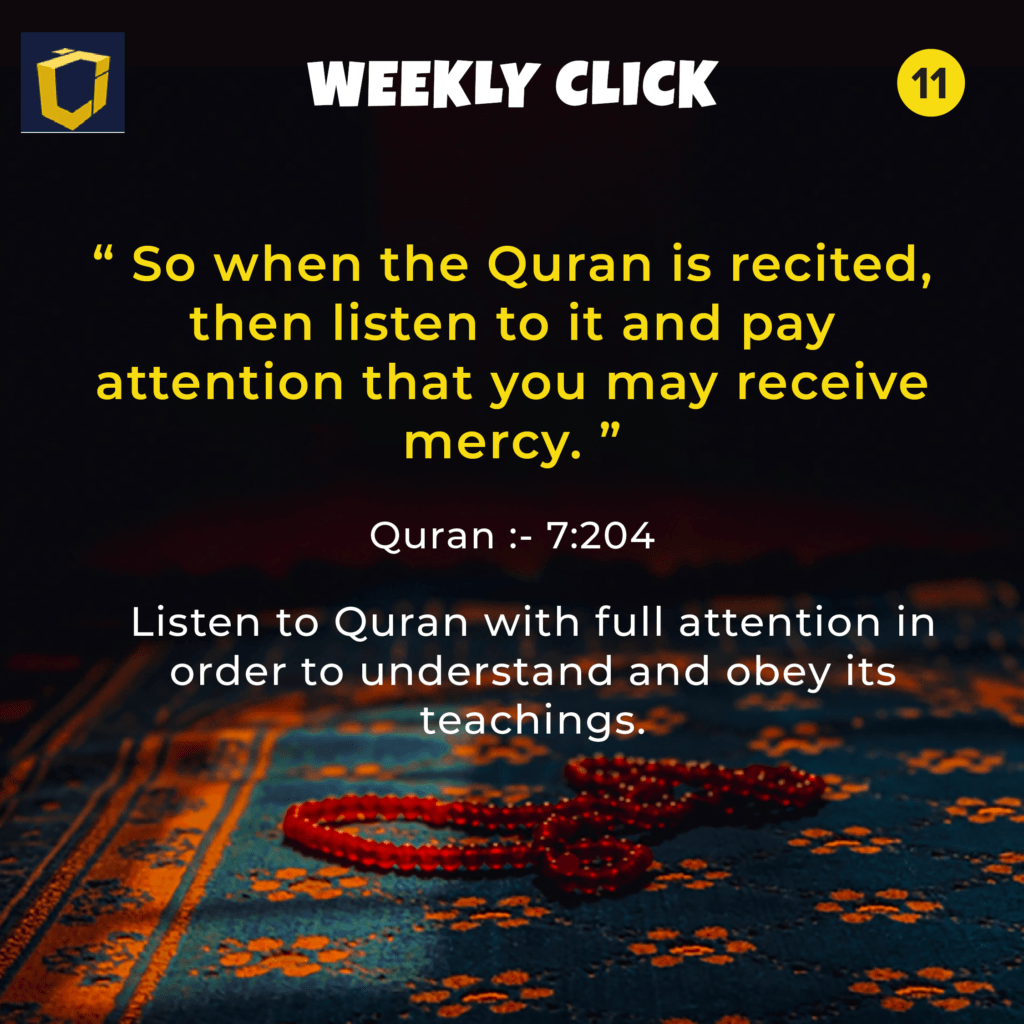 WEEKLY CLICK
11
“ So when the Quran is recited,
then listen to it and pay
attention that you may receive
mercy. ”
Quran :- 7:204
Listen to Quran with full attention in
order to understand and obey its
teachings.